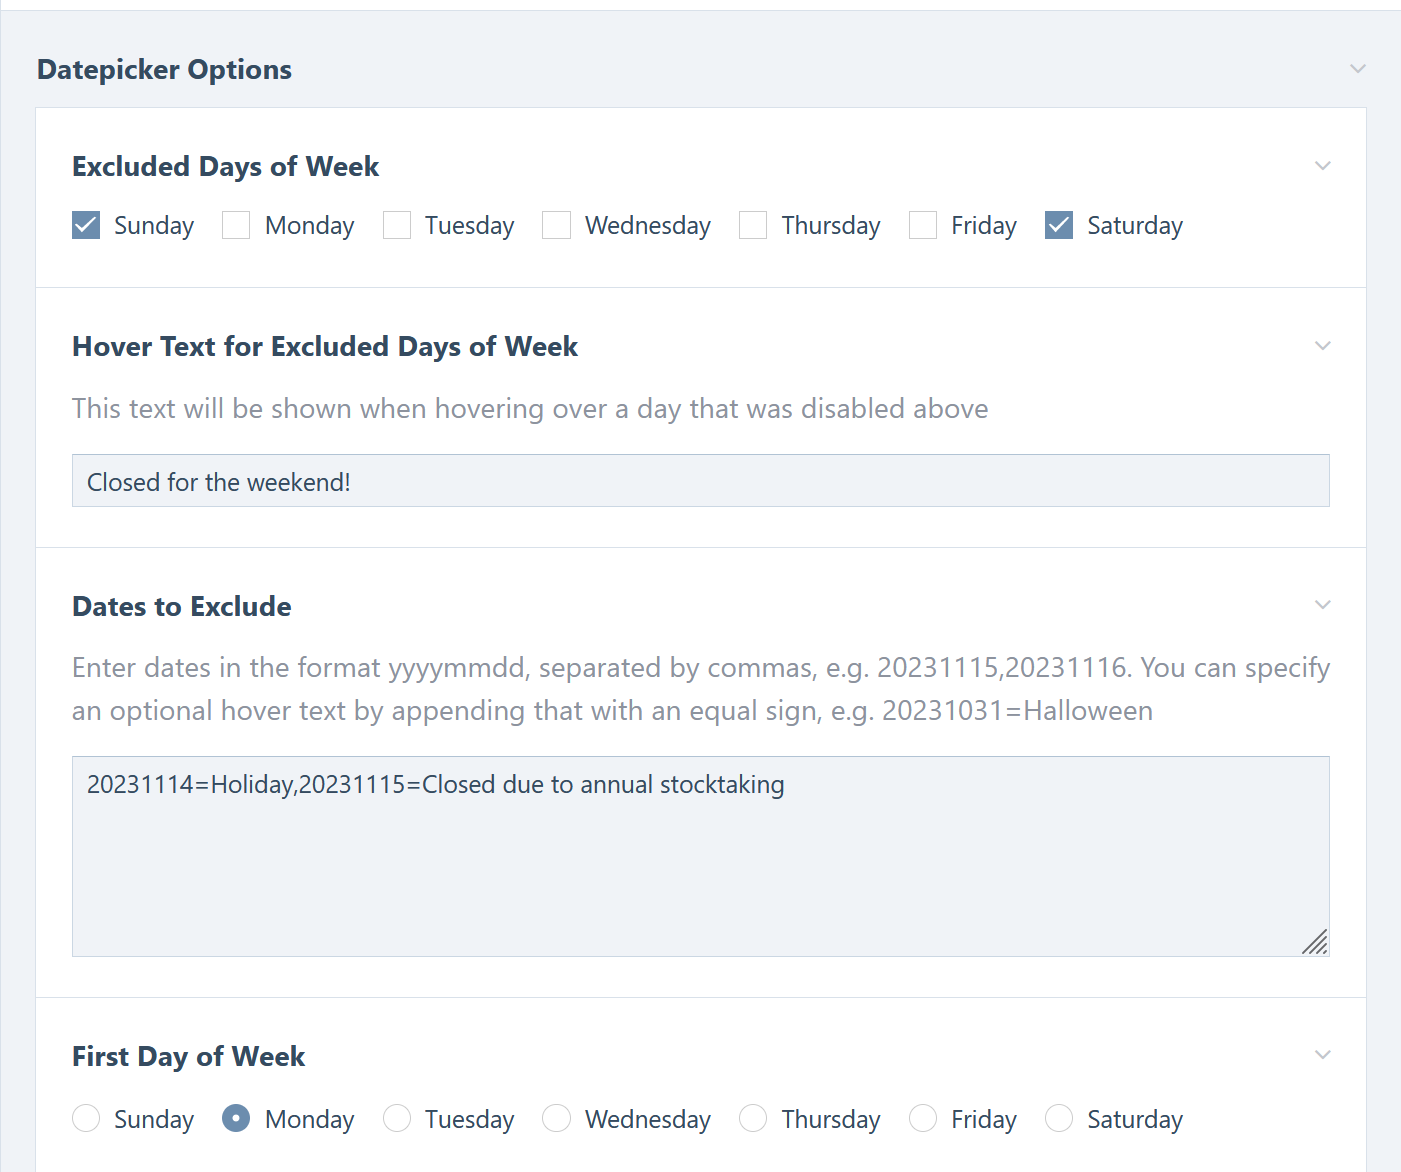 Datepicker Options
Excluded Days of Week
Sunday Monday Tuesday Wednesday Thursday Friday Saturday
Hover Text for Excluded Days of Week
This text will be shown when hovering over a day that was disabled above
Closed for the weekend!
Dates to Exclude
Enter dates in the format yyyymmdd, separated by commas, e.g. 20231115,20231116. You can specify
an optional hover text by appending that with an equal sign, e.g. 20231031=Halloween
20231114=Holiday,20231115=Closed due to annual stocktaking
First Day of Week
Sunday Monday Tuesday Wednesday Thursday Friday Saturday